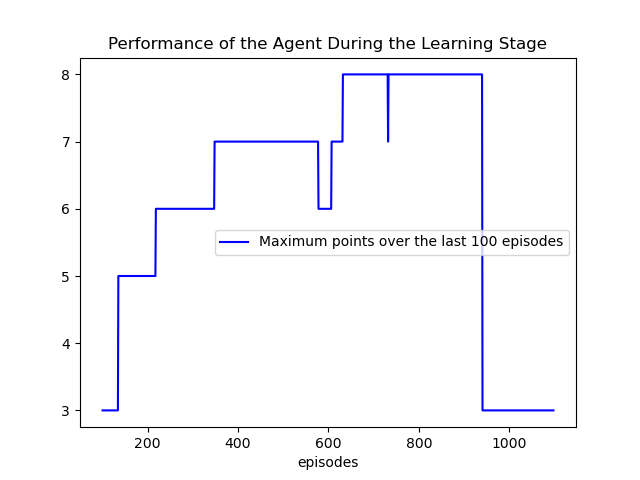 Performance of the Agent During the Learning Stage
8
7
6
5
4
3
Maximum points over the last 100 episodes
200 400 600 800 1000
episodes